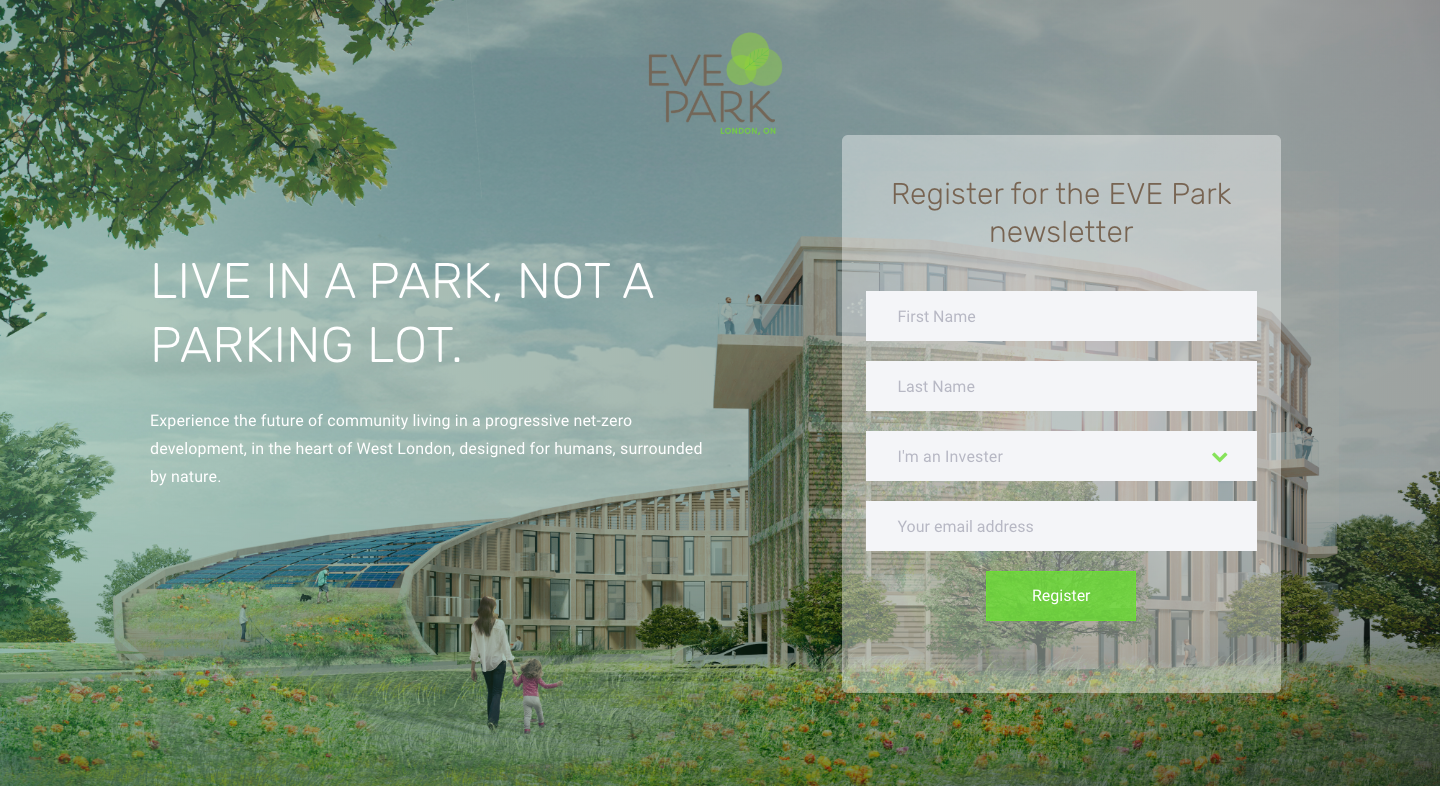 EVE
PARK
LONDON, ON
LIVE IN A PARK, NOT A
PARKING LOT.
Experience the future of community living in a progressive net-zero
development, in the heart of West London, designed for humans, surrounded
by nature.
Register for the EVE Park
newsletter
First Name
Last Name
I'm an Invester
Your email address
Register